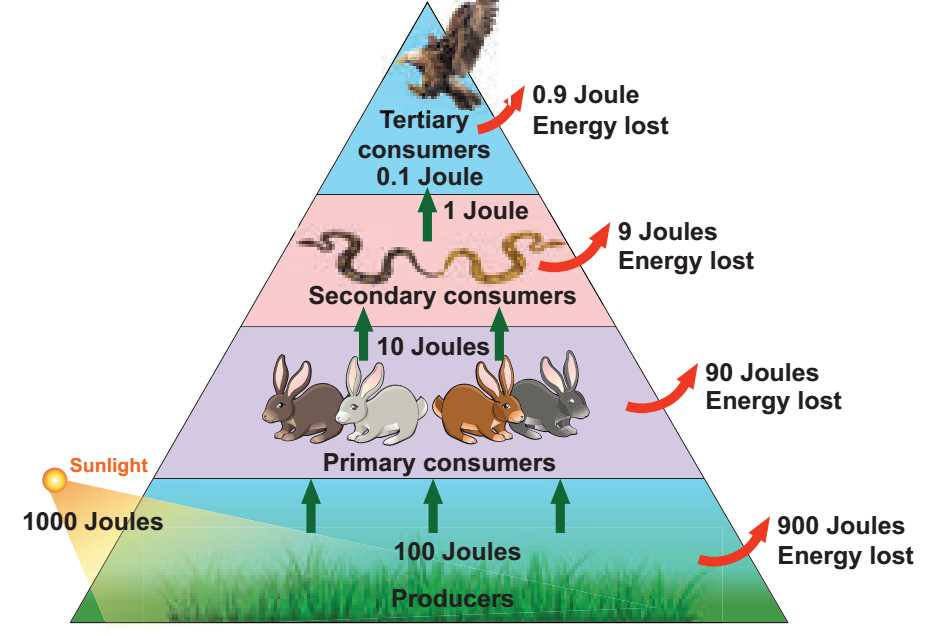 0.9 Joule
Energy lost
Tertiary
consumers
0.1 Joule
1 Joule
9 Joules
Energy lost
Secondary consumers
10 Joules
90 Joules
Energy lost
Primary consumers
Sunlight
1000 Joules
900 Joules
Energy lost
100 Joules
Producers